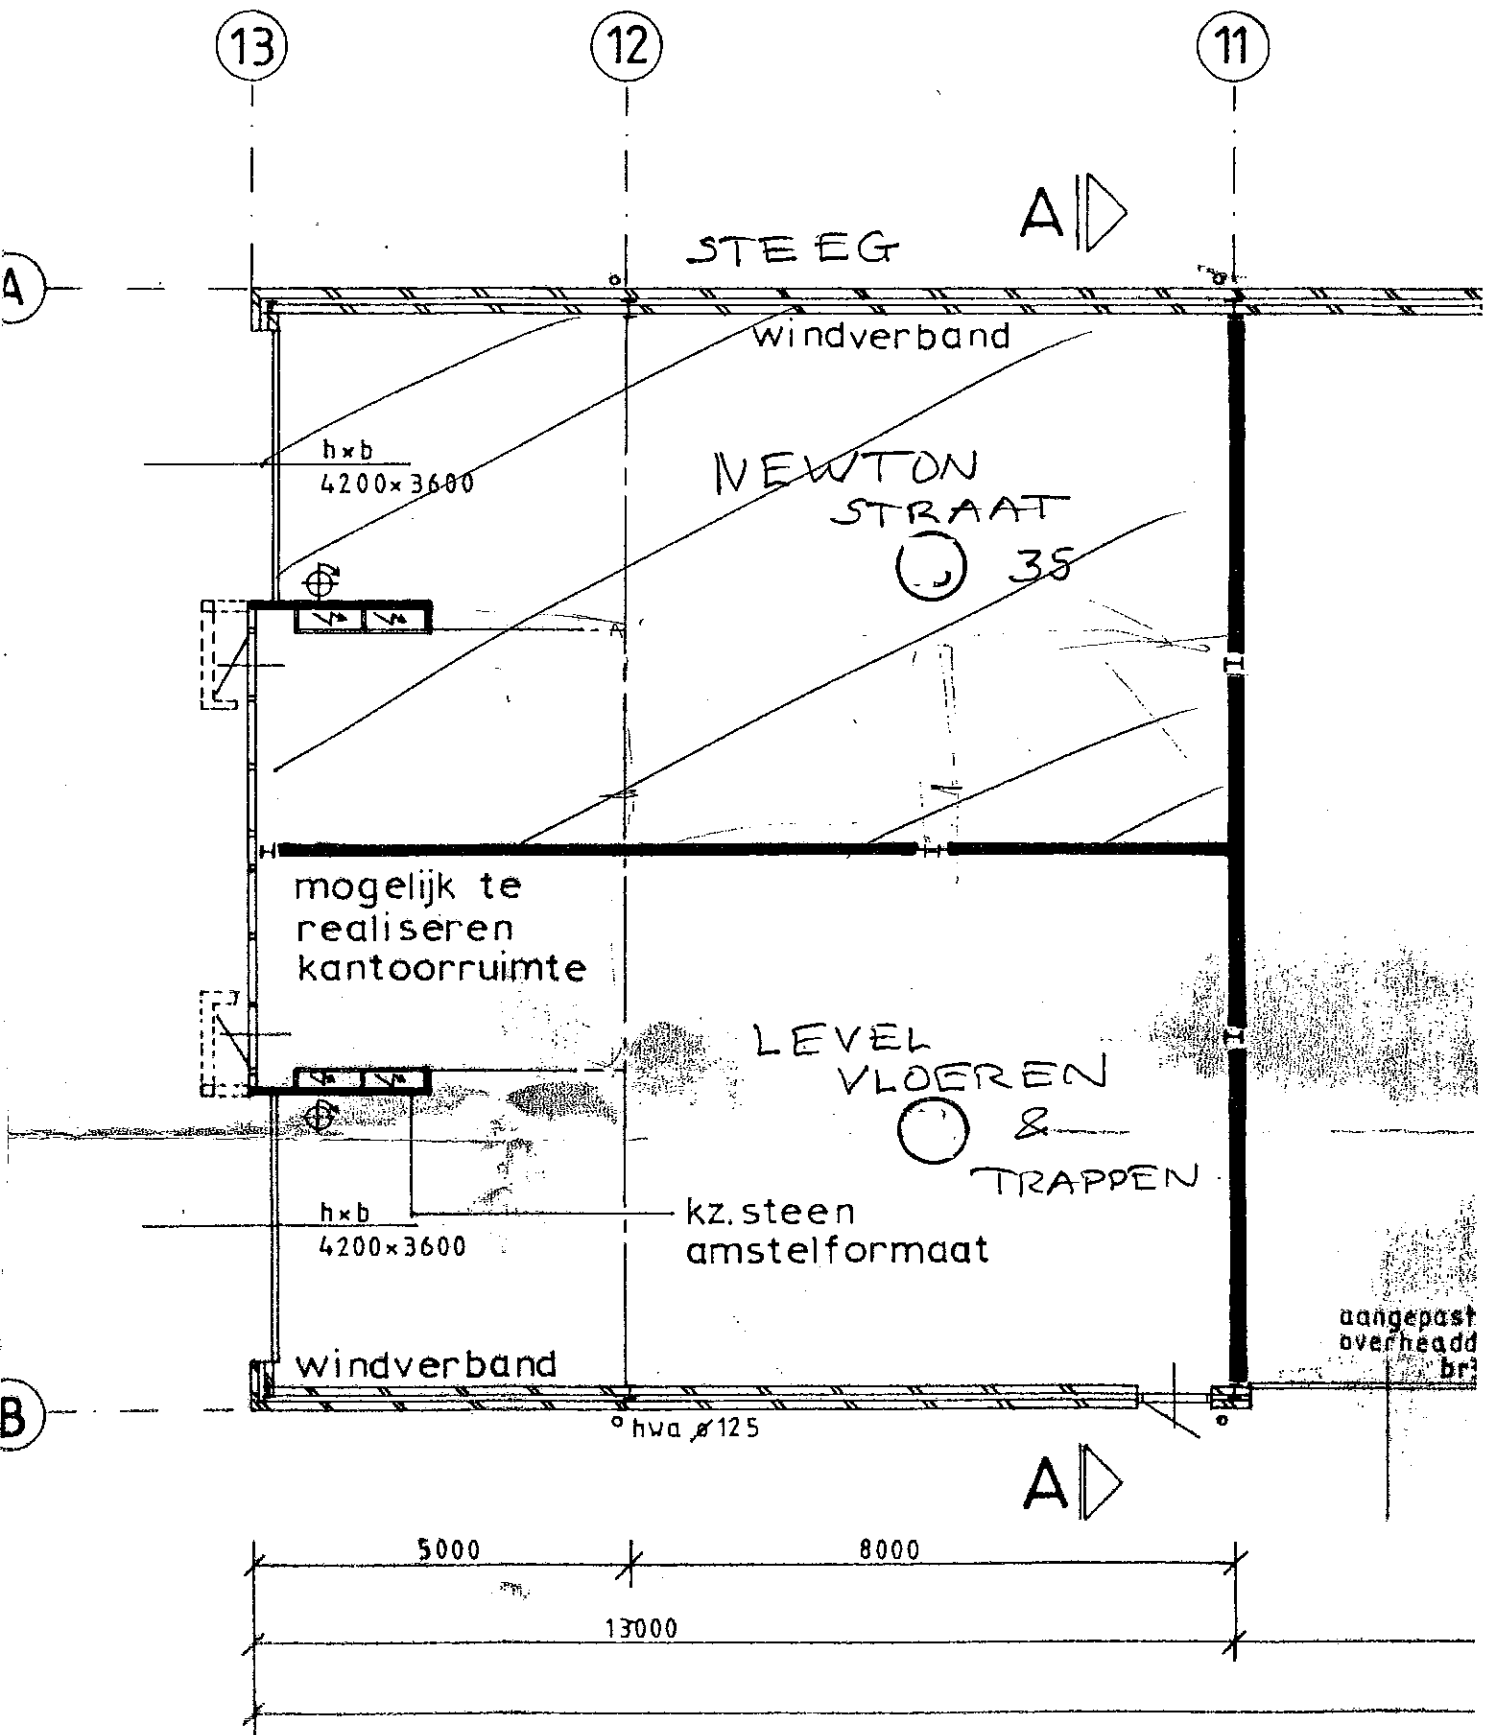 13
12
11
A
STEEG
A
windverband
h×b
4200×3600
NEWTON
STRAAT
35
mogelijk te
realiseren
kantoorruimte
LEVEL
VLOEREN
&
TRAPPEN
h×b
4200×3600
kz.steen
amstelformaat
aangepast
overheadd
windverband
B
hwa ø125
A
5000
8000
13000